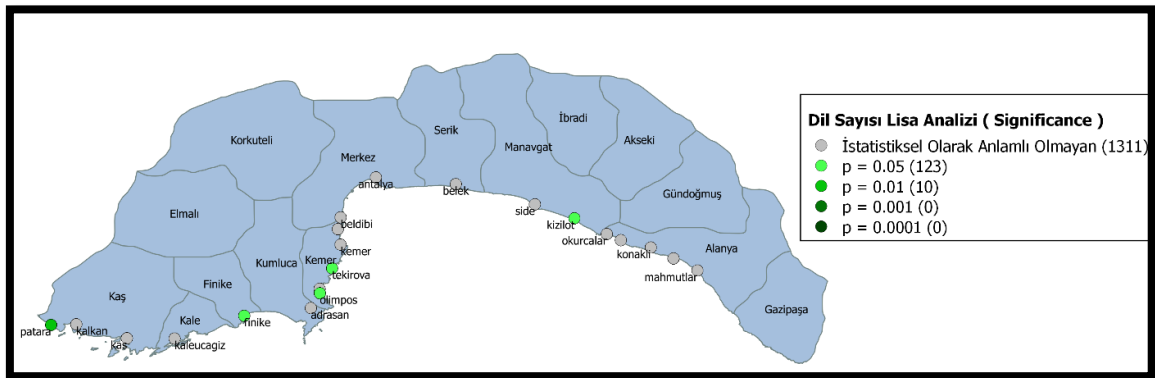 İbradi
Serik
Akseki
Korkuteli
Manavgat
Merkez
antalya
belek
Gündoğmuş
side
Elmalı
kizilot
beldibi
okurcalar
kemer
konakli
Alanya
Kumluca
Kemer
tekirova
mahmutlar
Finike
Kaş
olimpos
Gazipaşa
adrasan
Kale
finike
patara
kalkan
kaş
kaleucagiz
Dil Sayısı Lisa Analizi ( Significance )
İstatistiksel Olarak Anlamlı Olmayan (1311)
p = 0.05 (123)
p = 0.01 (10)
p = 0.001 (0)
p = 0.0001 (0)